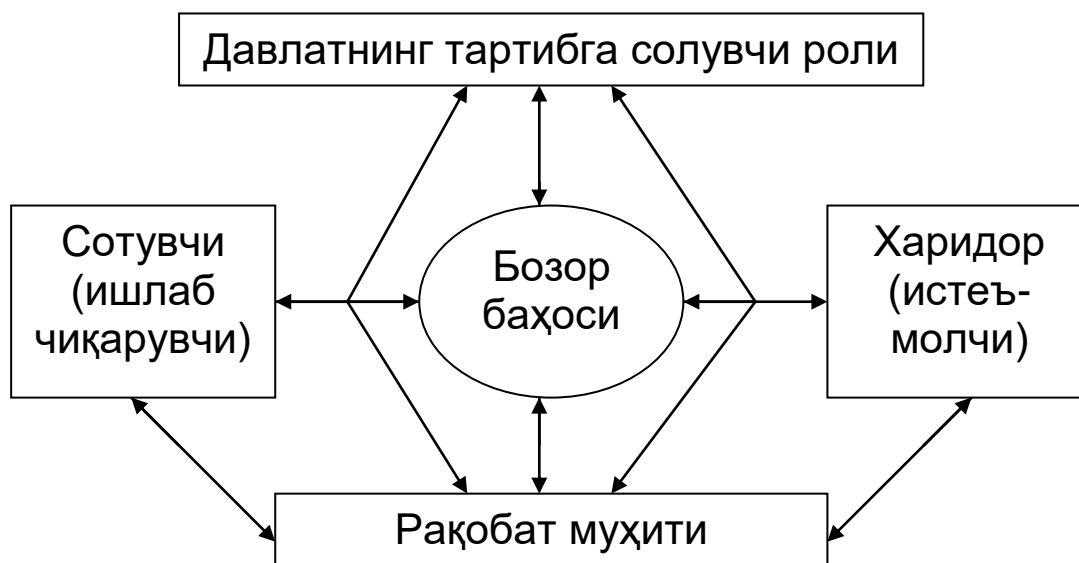 Давлатнинг тартибга солувчи роли
Сотувчи
(ишлаб
чиқарувчи)
Бозор
баҳоси
Харидор
(истеъ-
молчи)
Рақобат муҳити